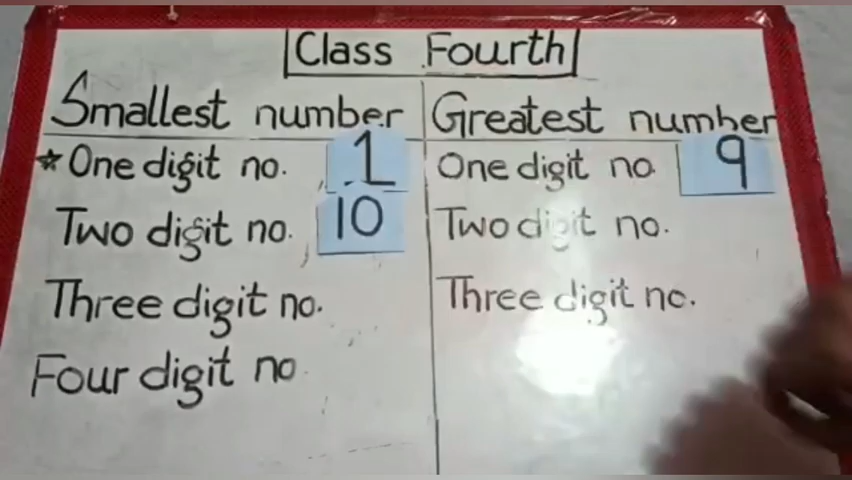 Class Fourth
Smallest number
Greatest number
One digit no. 1
One digit no. 9
Two digit no. 10
Two digit no.
Three digit no.
Three digit no.
Four digit no